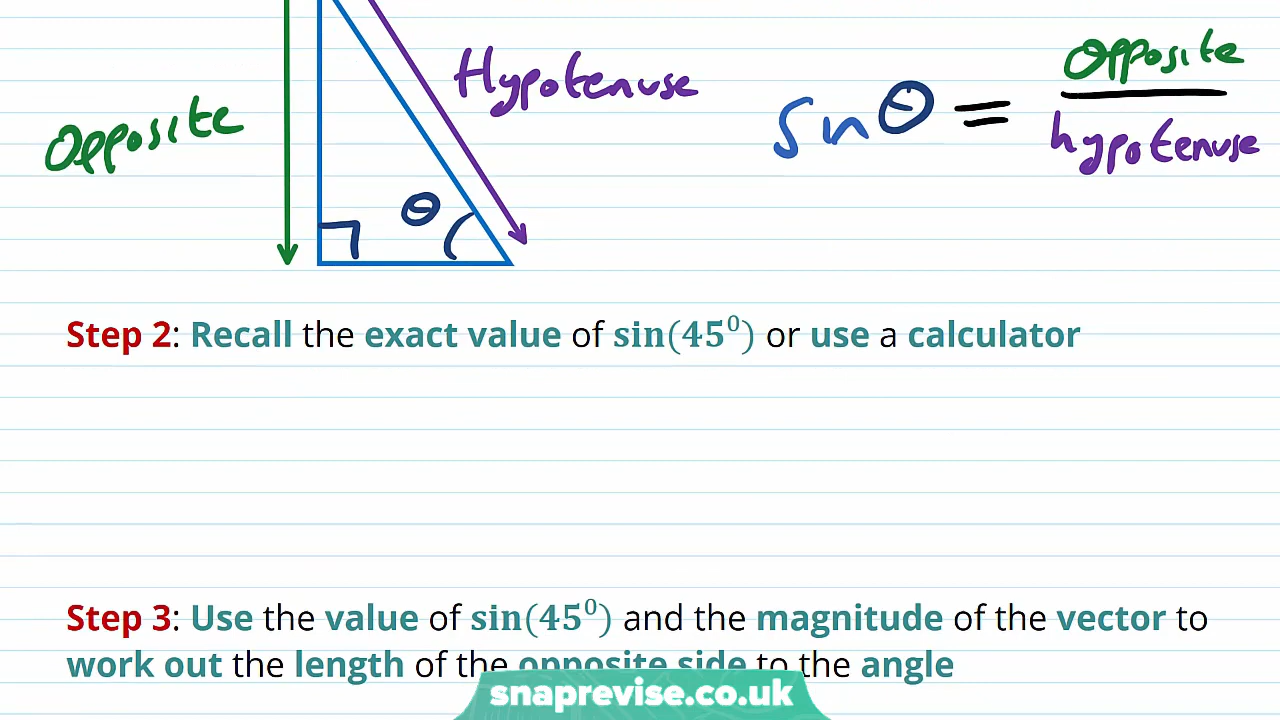 Opposite
Hypotenuse
sin θ = opposite
hypotenuse
θ
Step 2: Recall the exact value of sin(45⁰) or use a calculator
Step 3: Use the value of sin(45⁰) and the magnitude of the vector to
work out the length of the opposite side to the angle
snaprevise.co.uk